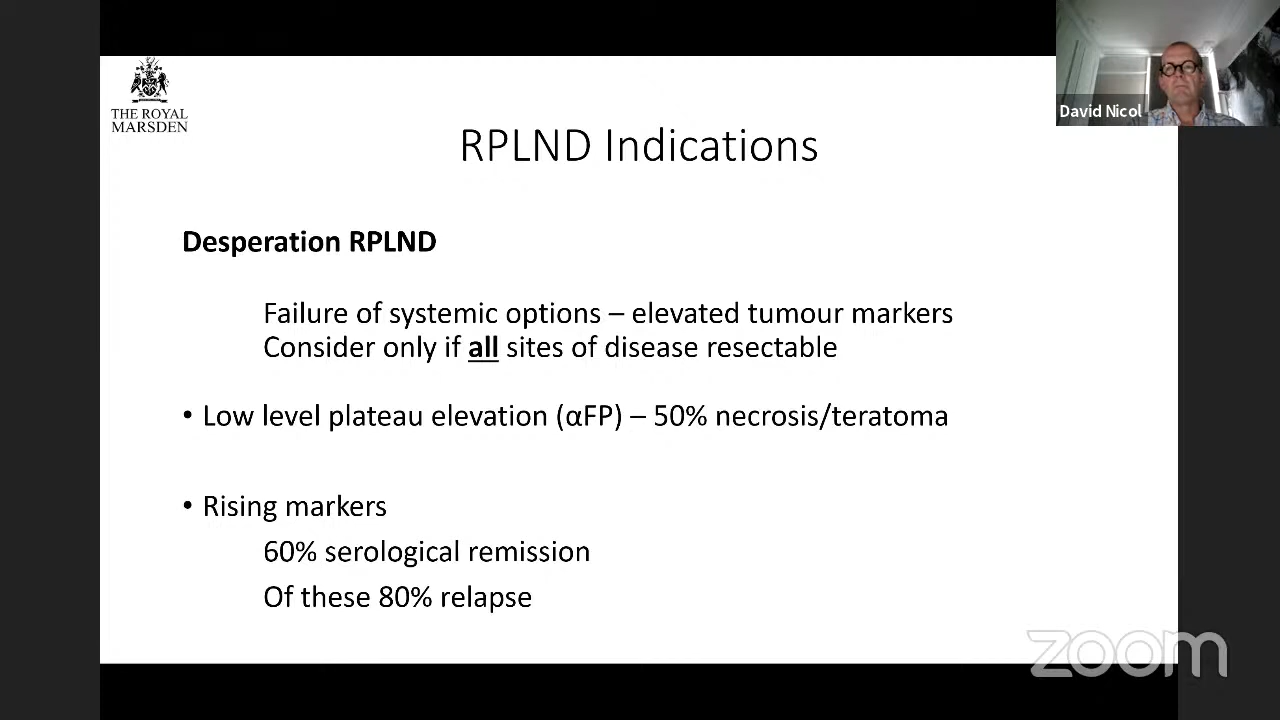 THE ROYAL
MARSDEN
David Nicol
RPLND Indications
Desperation RPLND
Failure of systemic options – elevated tumour markers
Consider only if all sites of disease resectable
• Low level plateau elevation (αFP) – 50% necrosis/teratoma
• Rising markers
60% serological remission
Of these 80% relapse
zoom